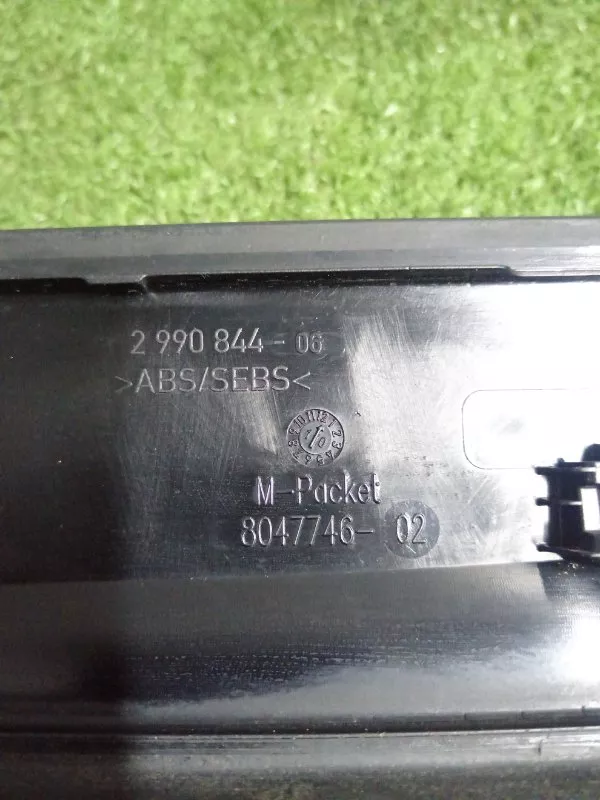 2 990 844 - 06
>ABS/SEBS<
M-Packet
8047746- 02